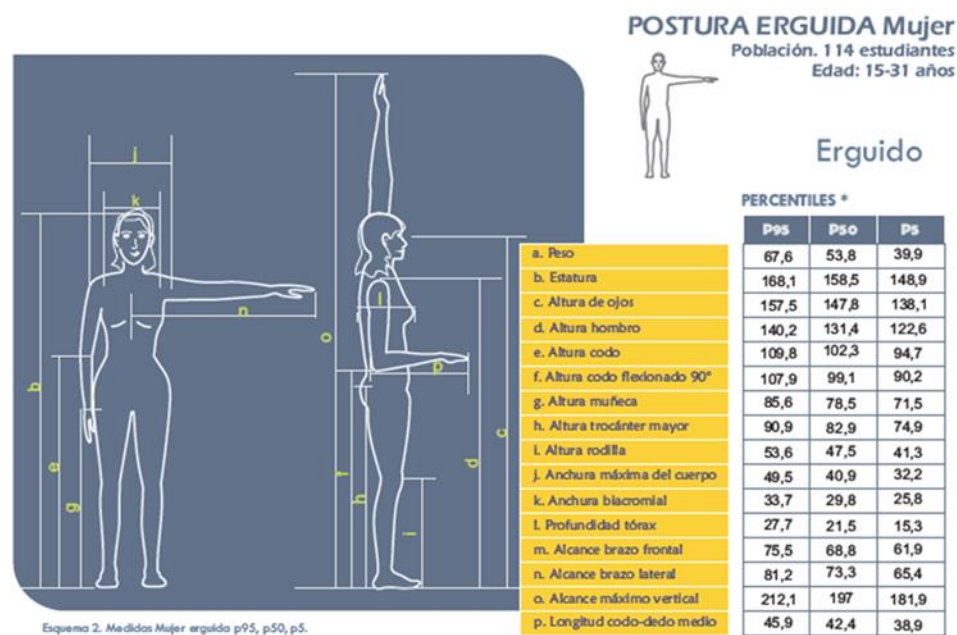 POSTURA ERGUIDA Mujer
Población. 114 estudiantes
Edad: 15-31 años
Erguido
PERCENTILES *
P95 P50 P5
a. Peso 67,6 53,8 39,9
b. Estatura 168,1 158,5 148,9
c. Altura de ojos 157,5 147,8 138,1
d. Altura hombro 140,2 131,4 122,6
e. Altura codo 109,8 102,3 94,7
f. Altura codo flexionado 90° 107,9 99,1 90,2
g. Altura muñeca 85,6 78,5 71,5
h. Altura trocánter mayor 90,9 82,9 74,9
i. Altura rodilla 53,6 47,5 41,3
j. Anchura máxima del cuerpo 49,5 40,9 32,2
k. Anchura biacromial 33,7 29,8 25,8
l. Profundidad tórax 27,7 21,5 15,3
m. Alcance brazo frontal 75,5 68,8 61,9
n. Alcance brazo lateral 81,2 73,3 65,4
o. Alcance máximo vertical 212,1 197 181,9
p. Longitud codo-dedo medio 45,9 42,4 38,9
j
k
n
b
e
g
l
o
p
c
d
f
h
i
Esquema 2. Medidas Mujer erguida p95, p50, p5.